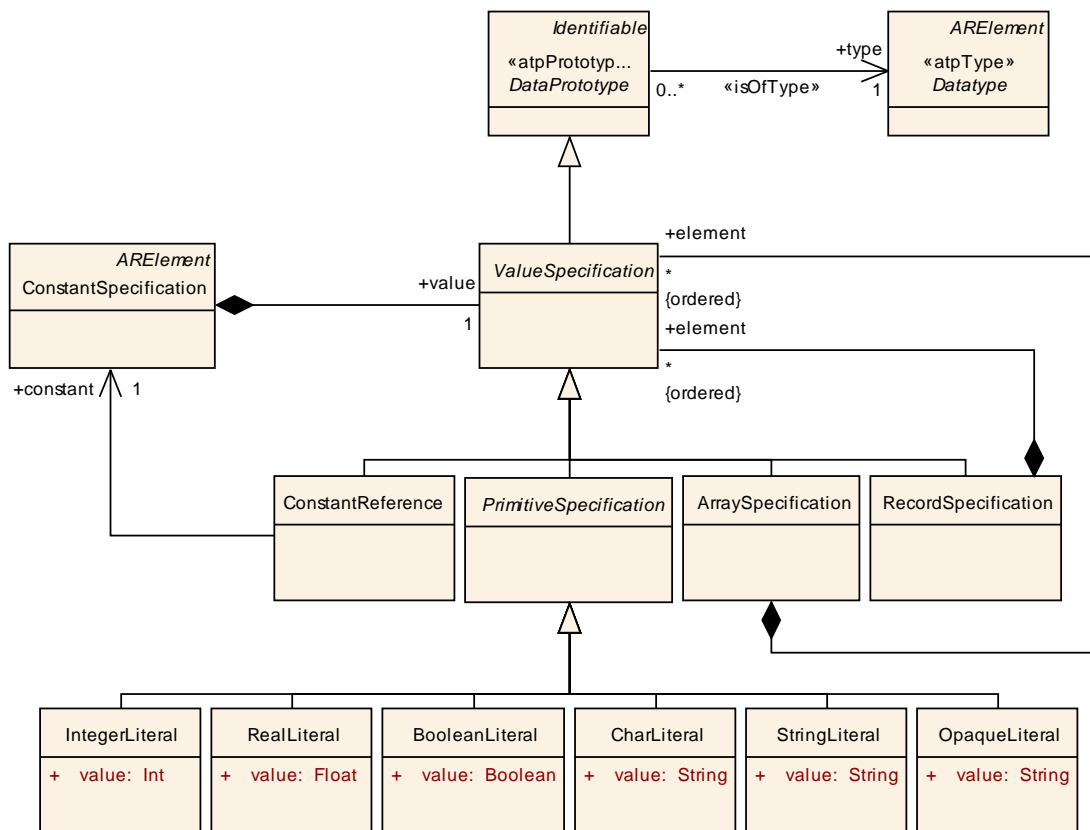 Identifiable
«atpPrototyp...
DataPrototype
+type
0..*
«isOfType»
1
ARElement
«atpType»
Datatype
ARElement
ConstantSpecification
+value
1
ValueSpecification
+element
*
{ordered}
+element
*
{ordered}
+constant
1
ConstantReference
PrimitiveSpecification
ArraySpecification
RecordSpecification
IntegerLiteral
+ value: Int
RealLiteral
+ value: Float
BooleanLiteral
+ value: Boolean
CharLiteral
+ value: String
StringLiteral
+ value: String
OpaqueLiteral
+ value: String